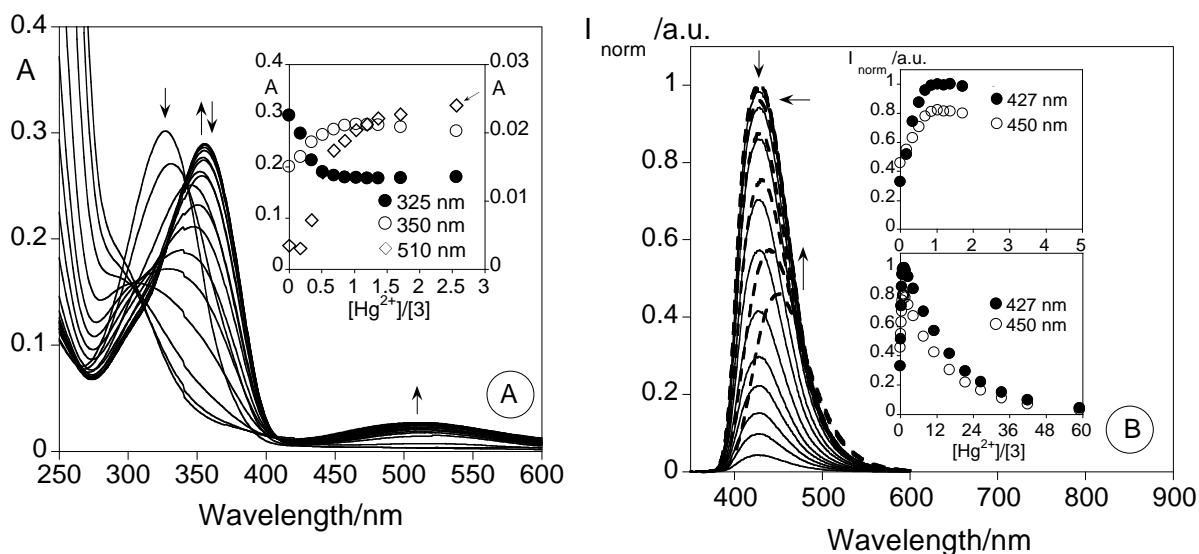 0.4
A
0.3
0.2
0.1
0
250 300 350 400 450 500 550 600
Wavelength/nm
A
0.4
A
0.3
0.2
0.1
0
0.03
A
0.02
0.01
0
325 nm
350 nm
510 nm
0 0.5 1 1.5 2 2.5 3
[Hg2+]/[3]
I norm /a.u.
1
0.8
0.6
0.4
0.2
0
400 500 600 700 800 900
Wavelength/nm
B
I norm /a.u.
1
0.8
0.6
0.4
0.2
0
427 nm
450 nm
0 1 2 3 4 5
1
0.8
0.6
0.4
0.2
0
427 nm
450 nm
0 12 24 36 48 60
[Hg2+]/[3]